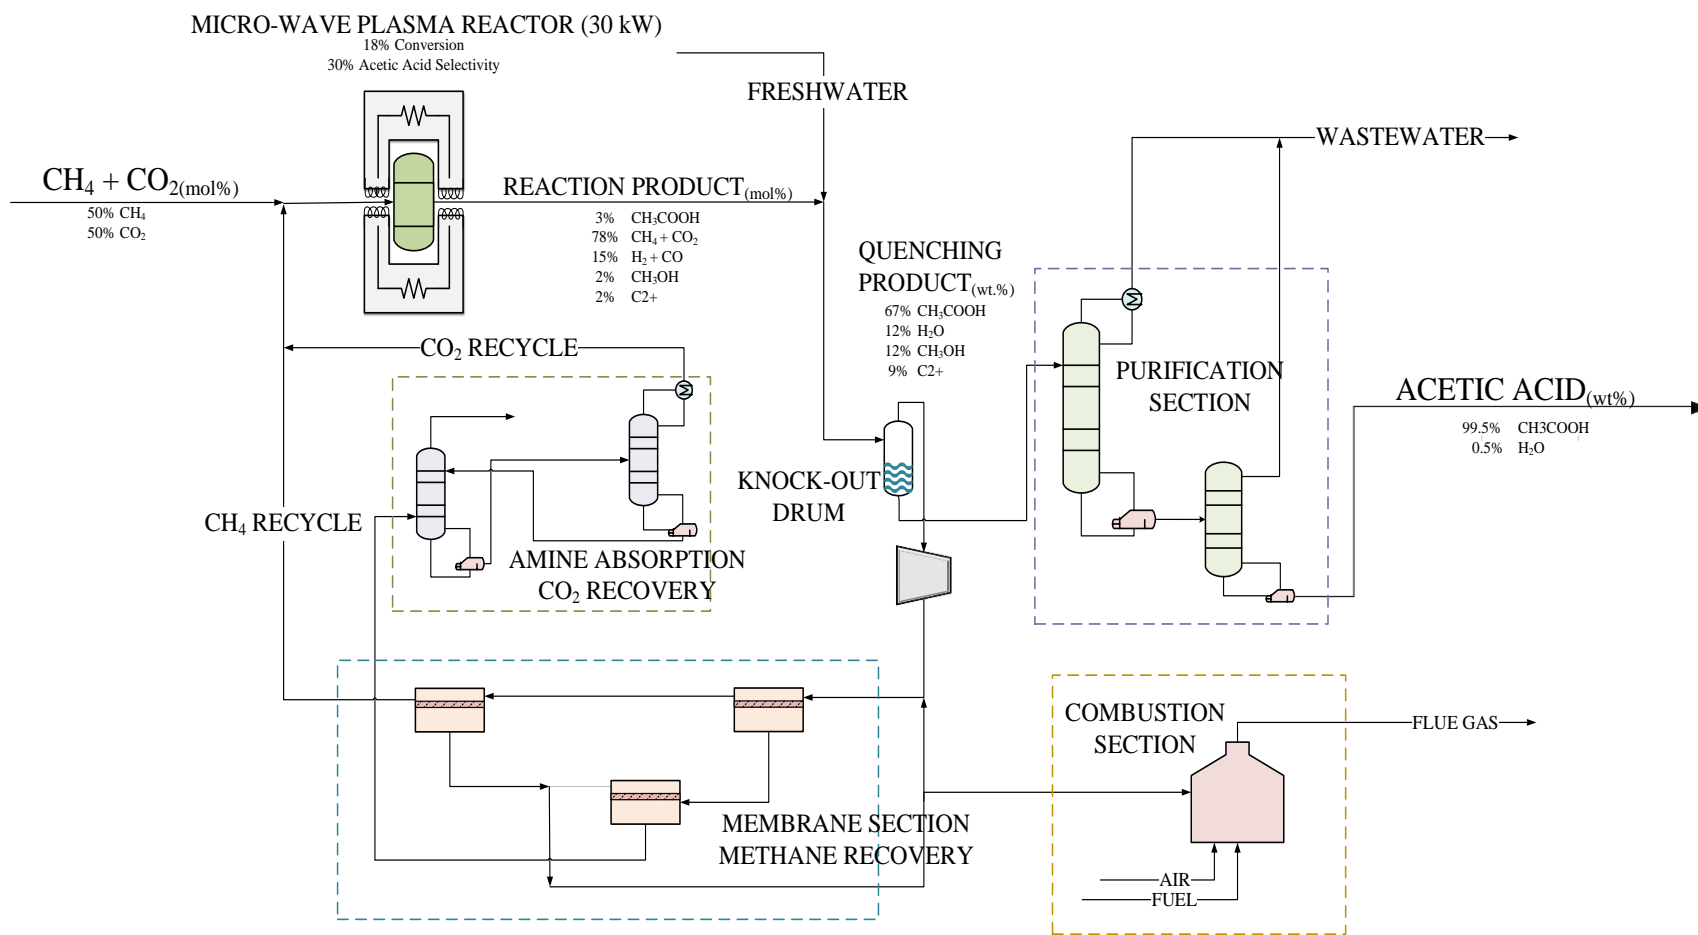 MICRO-WAVE PLASMA REACTOR (30 kW)
18% Conversion
30% Acetic Acid Selectivity
FRESHWATER
WASTEWATER
CH₄ + CO₂(mol%)
50% CH₄
50% CO₂
REACTION PRODUCT(mol%)
3% CH₃COOH
78% CH₄ + CO₂
15% H₂ + CO
2% CH₃OH
2% C2+
QUENCHING
PRODUCT(wt.%)
67% CH₃COOH
12% H₂O
12% CH₃OH
9% C2+
CO₂ RECYCLE
PURIFICATION
SECTION
ACETIC ACID(wt%)
99.5% CH3COOH
0.5% H₂O
KNOCK-OUT
DRUM
CH₄ RECYCLE
AMINE ABSORPTION
CO₂ RECOVERY
COMBUSTION
SECTION
FLUE GAS
MEMBRANE SECTION
METHANE RECOVERY
AIR
FUEL